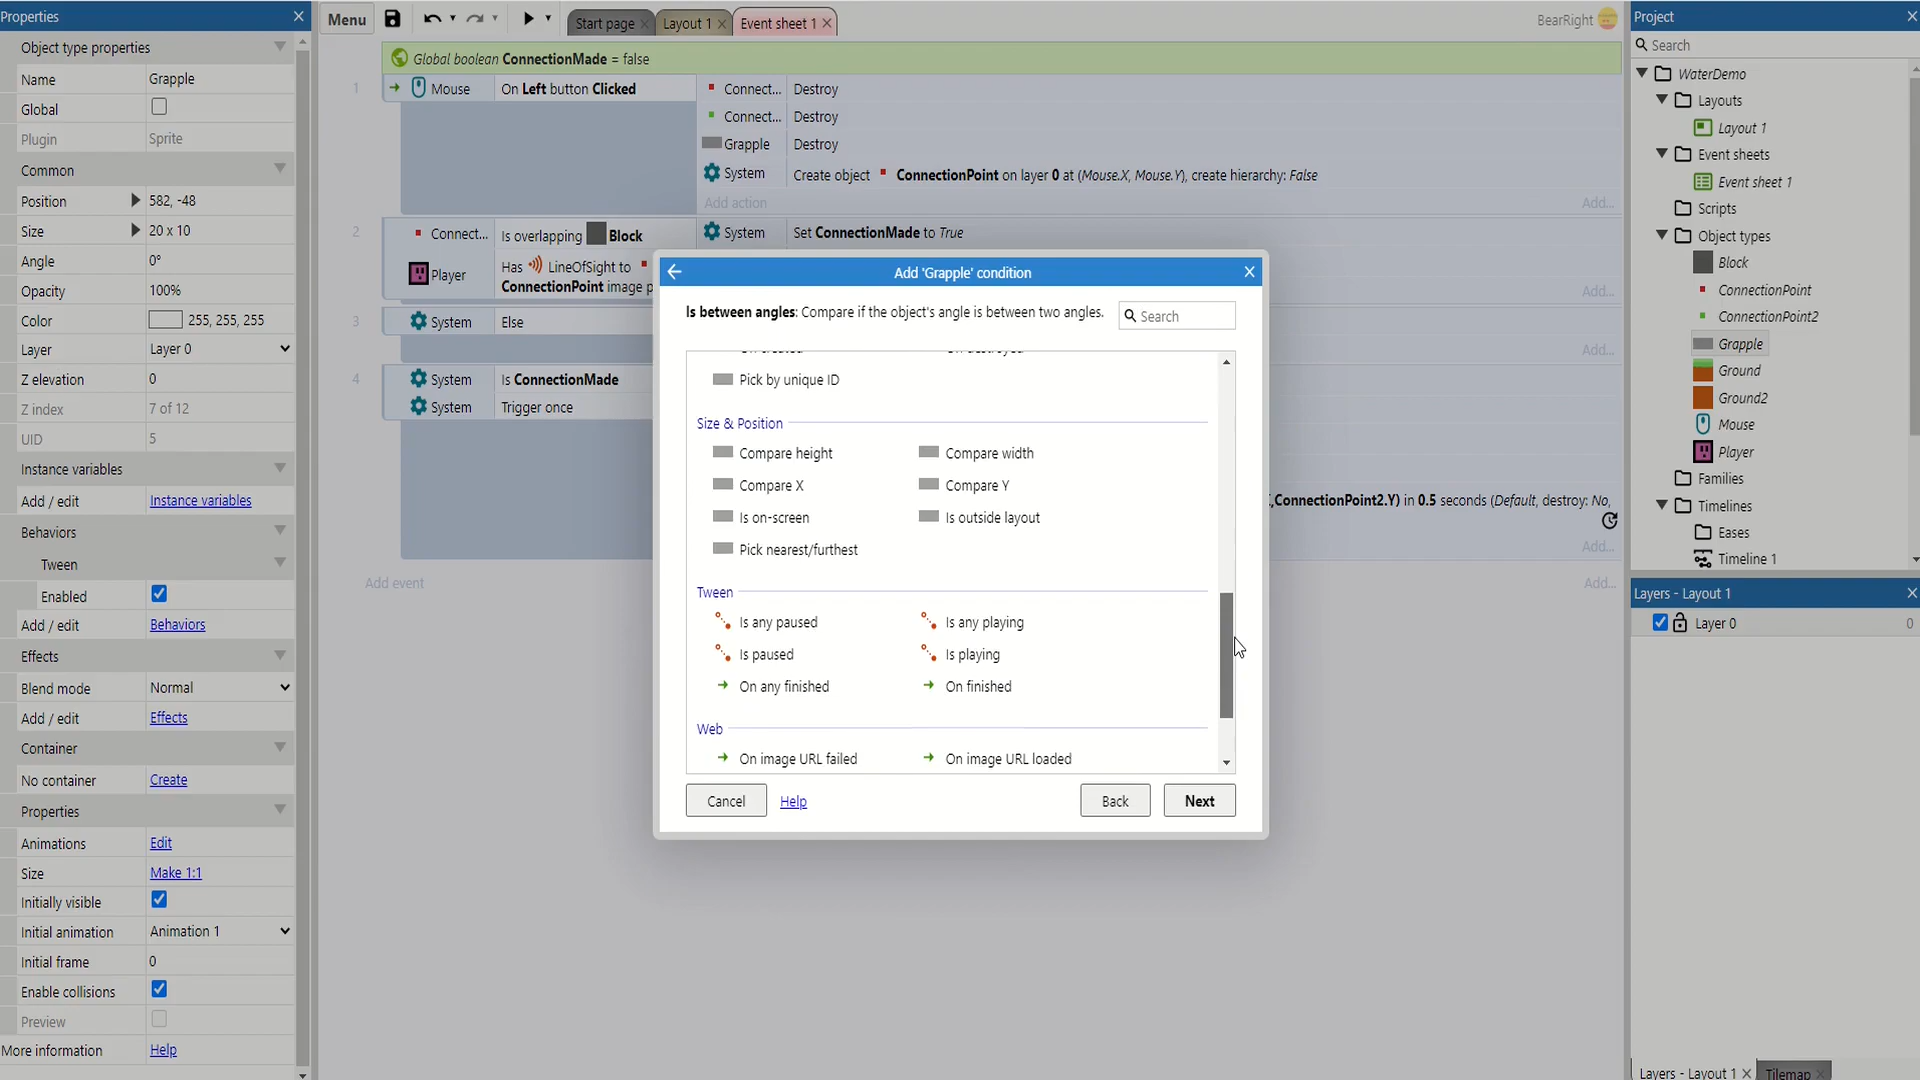 Properties
Menu
Start page
Layout 1
Event sheet 1
BearRight
Project
Object type properties
Name Grapple
Global
Plugin Sprite
Common
Position 582, -48
Size 20 x 10
Angle 0°
Opacity 100%
Color 255, 255, 255
Layer Layer 0
Z elevation 0
Z index 7 of 12
UID 5
Instance variables
Add / edit Instance variables
Behaviors
Tween
Enabled
Add / edit Behaviors
Effects
Blend mode Normal
Add / edit Effects
Container
No container Create
Properties
Animations Edit
Size Make 1:1
Initially visible
Initial animation Animation 1
Initial frame 0
Enable collisions
Preview
More information Help
Global boolean ConnectionMade = false
1 Mouse On Left button Clicked
Connect... Destroy
Connect... Destroy
Grapple Destroy
System Create object ConnectionPoint on layer 0 at (Mouse.X, Mouse.Y), create hierarchy: False
Add action Add...
2 Connect... Is overlapping Block
System Set ConnectionMade to True
Player Has LineOfSight to
ConnectionPoint image p
Add...
3 System Else
Add...
4 System Is ConnectionMade
System Trigger once
,ConnectionPoint2.Y) in 0.5 seconds (Default, destroy: No,
Add...
Add event Add...
Add 'Grapple' condition
Is between angles: Compare if the object's angle is between two angles.
Search
Pick by unique ID
Size & Position
Compare height Compare width
Compare X Compare Y
Is on-screen Is outside layout
Pick nearest/furthest
Tween
Is any paused Is any playing
Is paused Is playing
On any finished On finished
Web
On image URL failed On image URL loaded
Cancel Help Back Next
Search
WaterDemo
Layouts
Layout 1
Event sheets
Event sheet 1
Scripts
Object types
Block
ConnectionPoint
ConnectionPoint2
Grapple
Ground
Ground2
Mouse
Player
Families
Timelines
Eases
Timeline 1
Layers - Layout 1
Layer 0 0
Layers - Layout 1
Tilemap